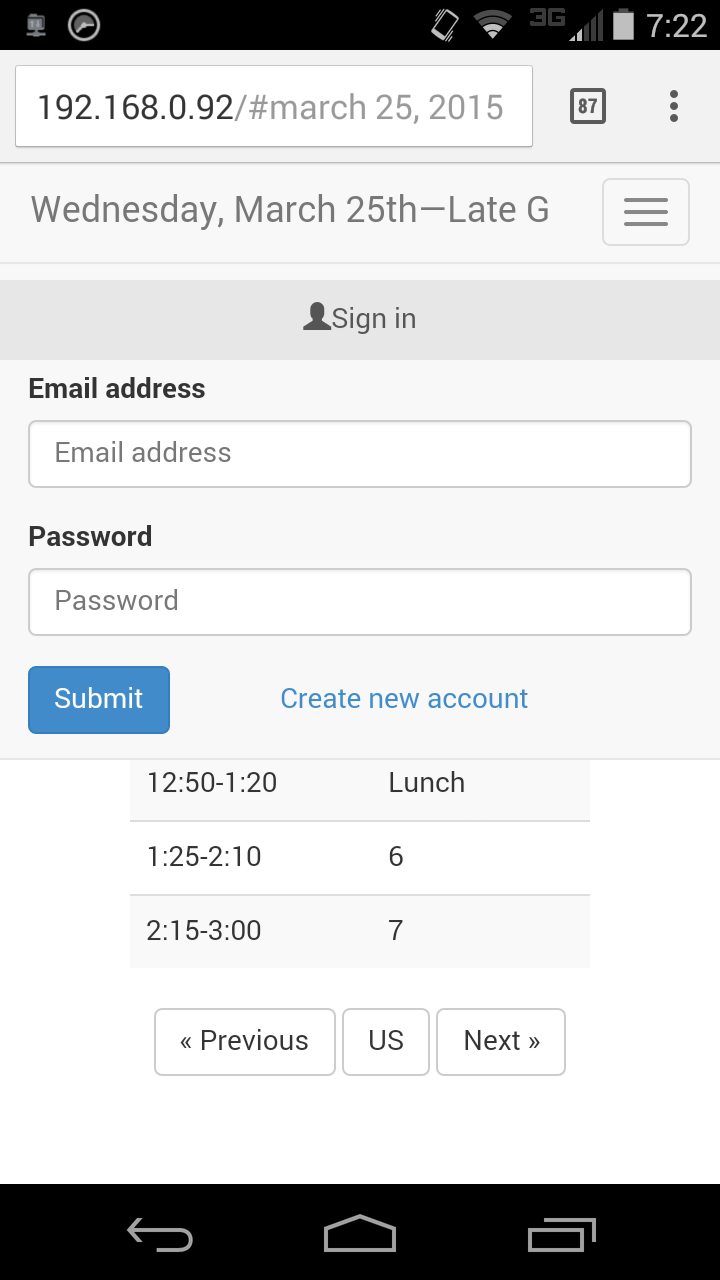 3G 7:22
192.168.0.92/#march 25, 2015 87
Wednesday, March 25th—Late G
Sign in
Email address
Email address
Password
Password
Submit Create new account
12:50-1:20 Lunch
1:25-2:10 6
2:15-3:00 7
« Previous US Next »